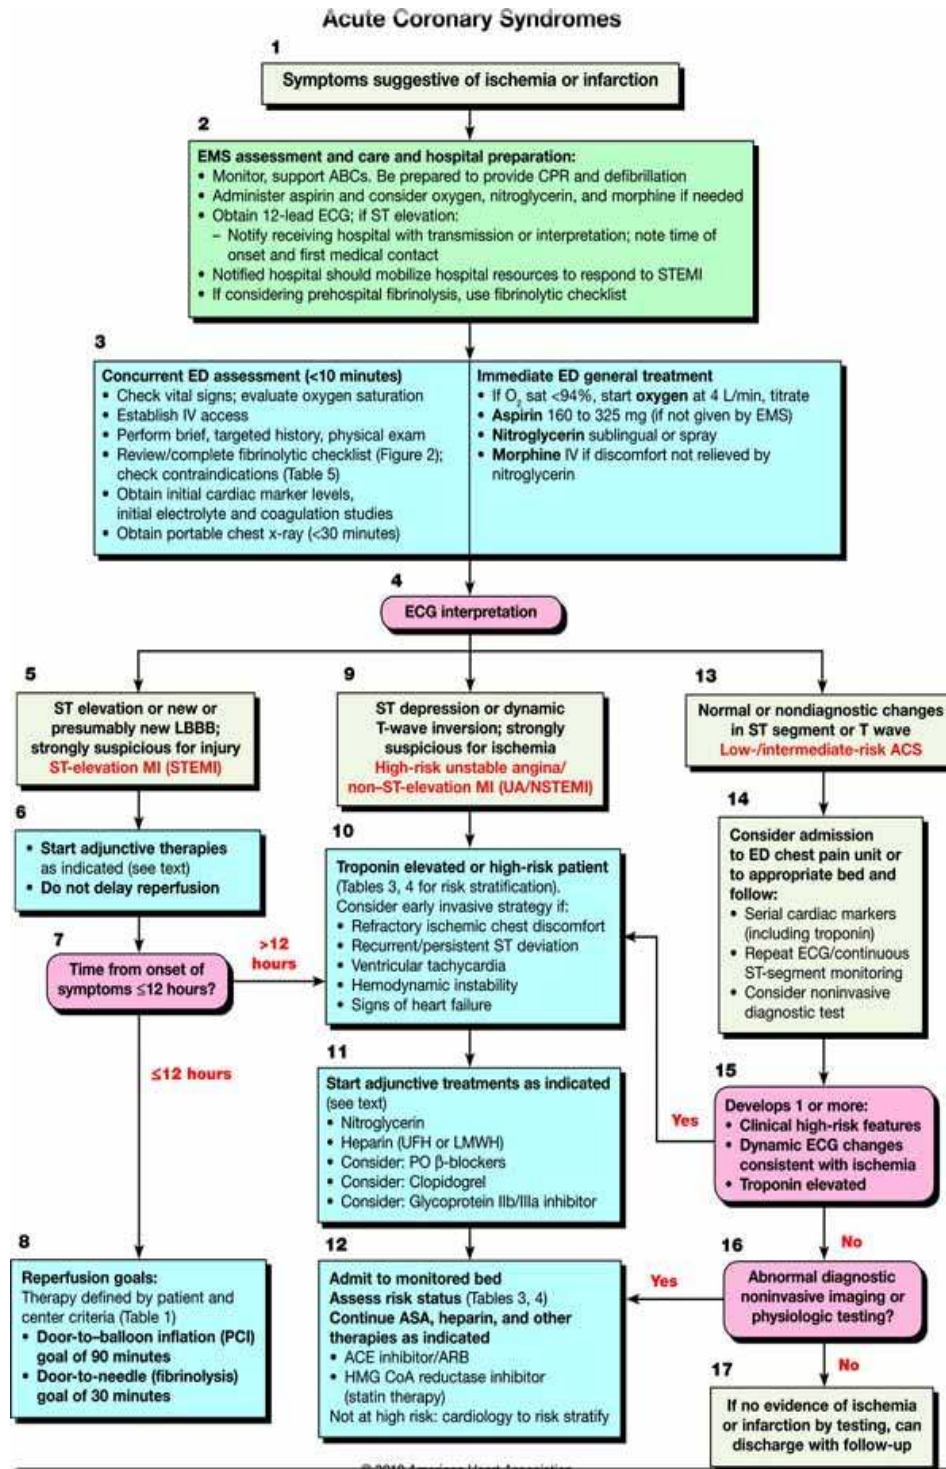 Acute Coronary Syndromes
1
Symptoms suggestive of ischemia or infarction
2
EMS assessment and care and hospital preparation:
• Monitor, support ABCs. Be prepared to provide CPR and defibrillation
• Administer aspirin and consider oxygen, nitroglycerin, and morphine if needed
• Obtain 12-lead ECG; if ST elevation:
– Notify receiving hospital with transmission or interpretation; note time of
onset and first medical contact
• Notified hospital should mobilize hospital resources to respond to STEMI
• If considering prehospital fibrinolysis, use fibrinolytic checklist
3
Concurrent ED assessment (<10 minutes)
• Check vital signs; evaluate oxygen saturation
• Establish IV access
• Perform brief, targeted history, physical exam
• Review/complete fibrinolytic checklist (Figure 2);
check contraindications (Table 5)
• Obtain initial cardiac marker levels,
initial electrolyte and coagulation studies
• Obtain portable chest x-ray (<30 minutes)
Immediate ED general treatment
• If O2 sat <94%, start oxygen at 4 L/min, titrate
• Aspirin 160 to 325 mg (if not given by EMS)
• Nitroglycerin sublingual or spray
• Morphine IV if discomfort not relieved by
nitroglycerin
4
ECG interpretation
5
ST elevation or new or
presumably new LBBB;
strongly suspicious for injury
ST-elevation MI (STEMI)
6
• Start adjunctive therapies
as indicated (see text)
• Do not delay reperfusion
7
Time from onset of
symptoms ≤12 hours?
>12
hours
≤12 hours
8
Reperfusion goals:
Therapy defined by patient and
center criteria (Table 1)
• Door-to–balloon inflation (PCI)
goal of 90 minutes
• Door-to-needle (fibrinolysis)
goal of 30 minutes
9
ST depression or dynamic
T-wave inversion; strongly
suspicious for ischemia
High-risk unstable angina/
non–ST-elevation MI (UA/NSTEMI)
10
Troponin elevated or high-risk patient
(Tables 3, 4 for risk stratification).
Consider early invasive strategy if:
• Refractory ischemic chest discomfort
• Recurrent/persistent ST deviation
• Ventricular tachycardia
• Hemodynamic instability
• Signs of heart failure
11
Start adjunctive treatments as indicated
(see text)
• Nitroglycerin
• Heparin (UFH or LMWH)
• Consider: PO β-blockers
• Consider: Clopidogrel
• Consider: Glycoprotein IIb/IIIa inhibitor
12
Admit to monitored bed
Assess risk status (Tables 3, 4)
Continue ASA, heparin, and other
therapies as indicated
• ACE inhibitor/ARB
• HMG CoA reductase inhibitor
(statin therapy)
Not at high risk: cardiology to risk stratify
13
Normal or nondiagnostic changes
in ST segment or T wave
Low-/intermediate-risk ACS
14
Consider admission
to ED chest pain unit or
to appropriate bed and
follow:
• Serial cardiac markers
(including troponin)
• Repeat ECG/continuous
ST-segment monitoring
• Consider noninvasive
diagnostic test
15
Develops 1 or more:
• Clinical high-risk features
• Dynamic ECG changes
consistent with ischemia
• Troponin elevated
Yes
No
16
Abnormal diagnostic
noninvasive imaging or
physiologic testing?
Yes
No
17
If no evidence of ischemia
or infarction by testing, can
discharge with follow-up
© 2010 American Heart Association